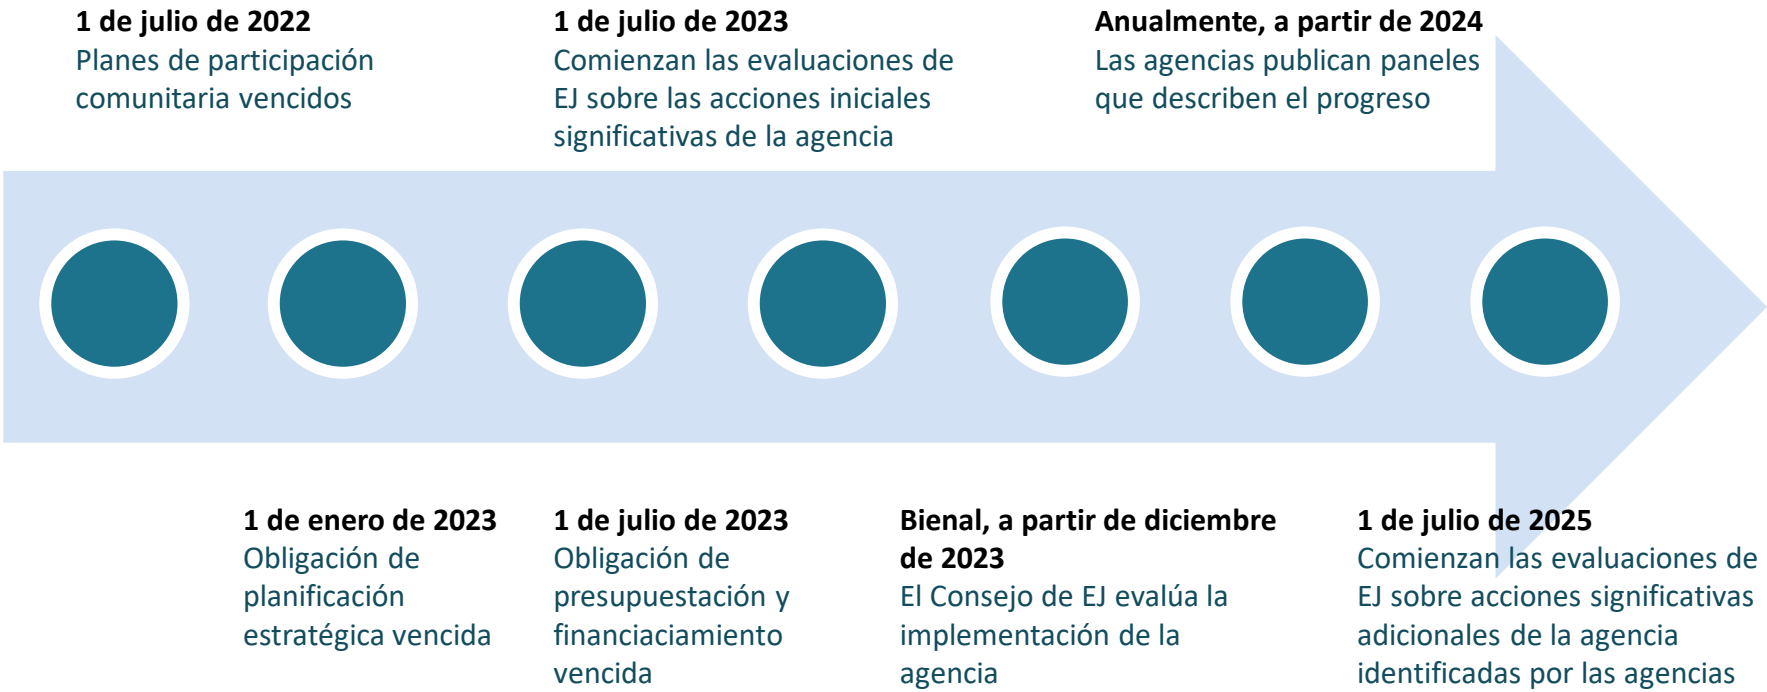 1 de julio de 2022
Planes de participación
comunitaria vencidos
1 de julio de 2023
Comienzan las evaluaciones de
EJ sobre las acciones iniciales
significativas de la agencia
Anualmente, a partir de 2024
Las agencias publican paneles
que describen el progreso
1 de enero de 2023
Obligación de
planificación
estratégica vencida
1 de julio de 2023
Obligación de
presupuestación y
financiaciamiento
vencida
Bienal, a partir de diciembre
de 2023
El Consejo de EJ evalúa la
implementación de la
agencia
1 de julio de 2025
Comienzan las evaluaciones de
EJ sobre acciones significativas
adicionales de la agencia
identificadas por las agencias